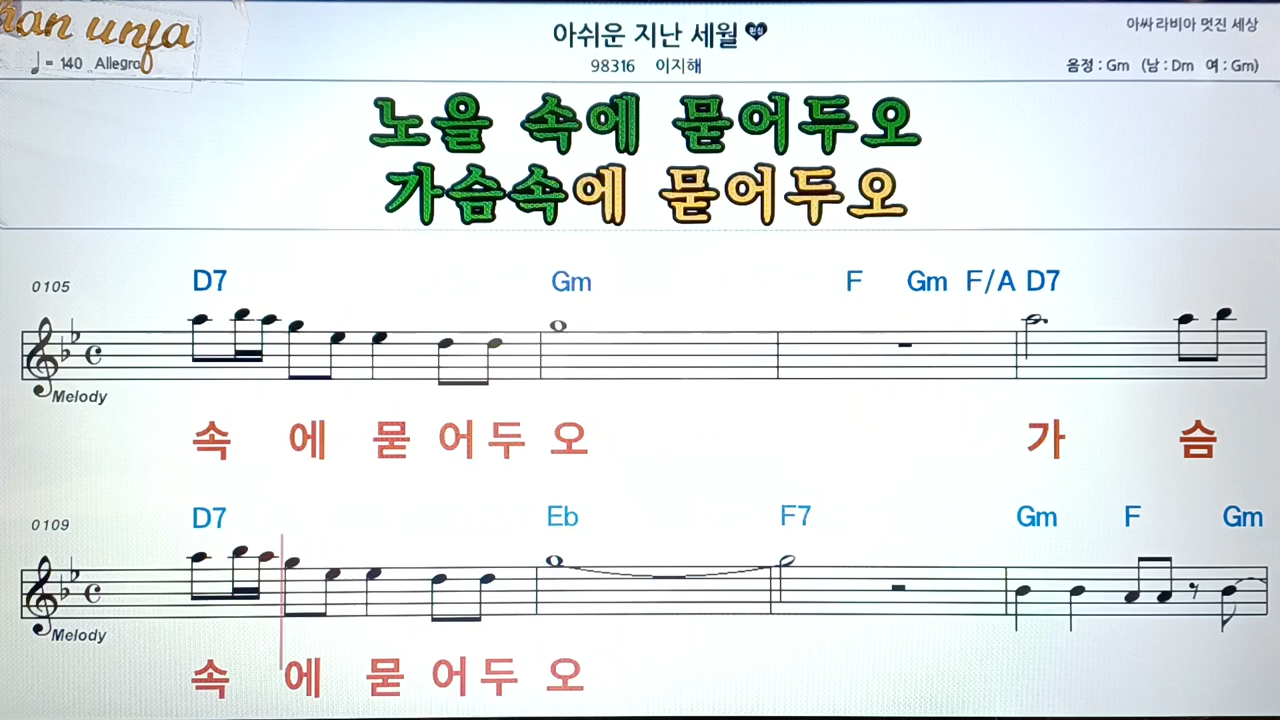 han unfa
아쉬운 지난 세월
아싸 라비아 멋진 세상
♩= 140 Allegro
98316 이지해
음정 : Gm (남 : Dm 여 : Gm)
노을 속에 묻어두오
가슴속에 묻어두오
0105 D7 Gm F Gm F/A D7
Melody
속 에 묻 어 두 오 가 슴
0109 D7 Eb F7 Gm F Gm
Melody
속 에 묻 어 두 오